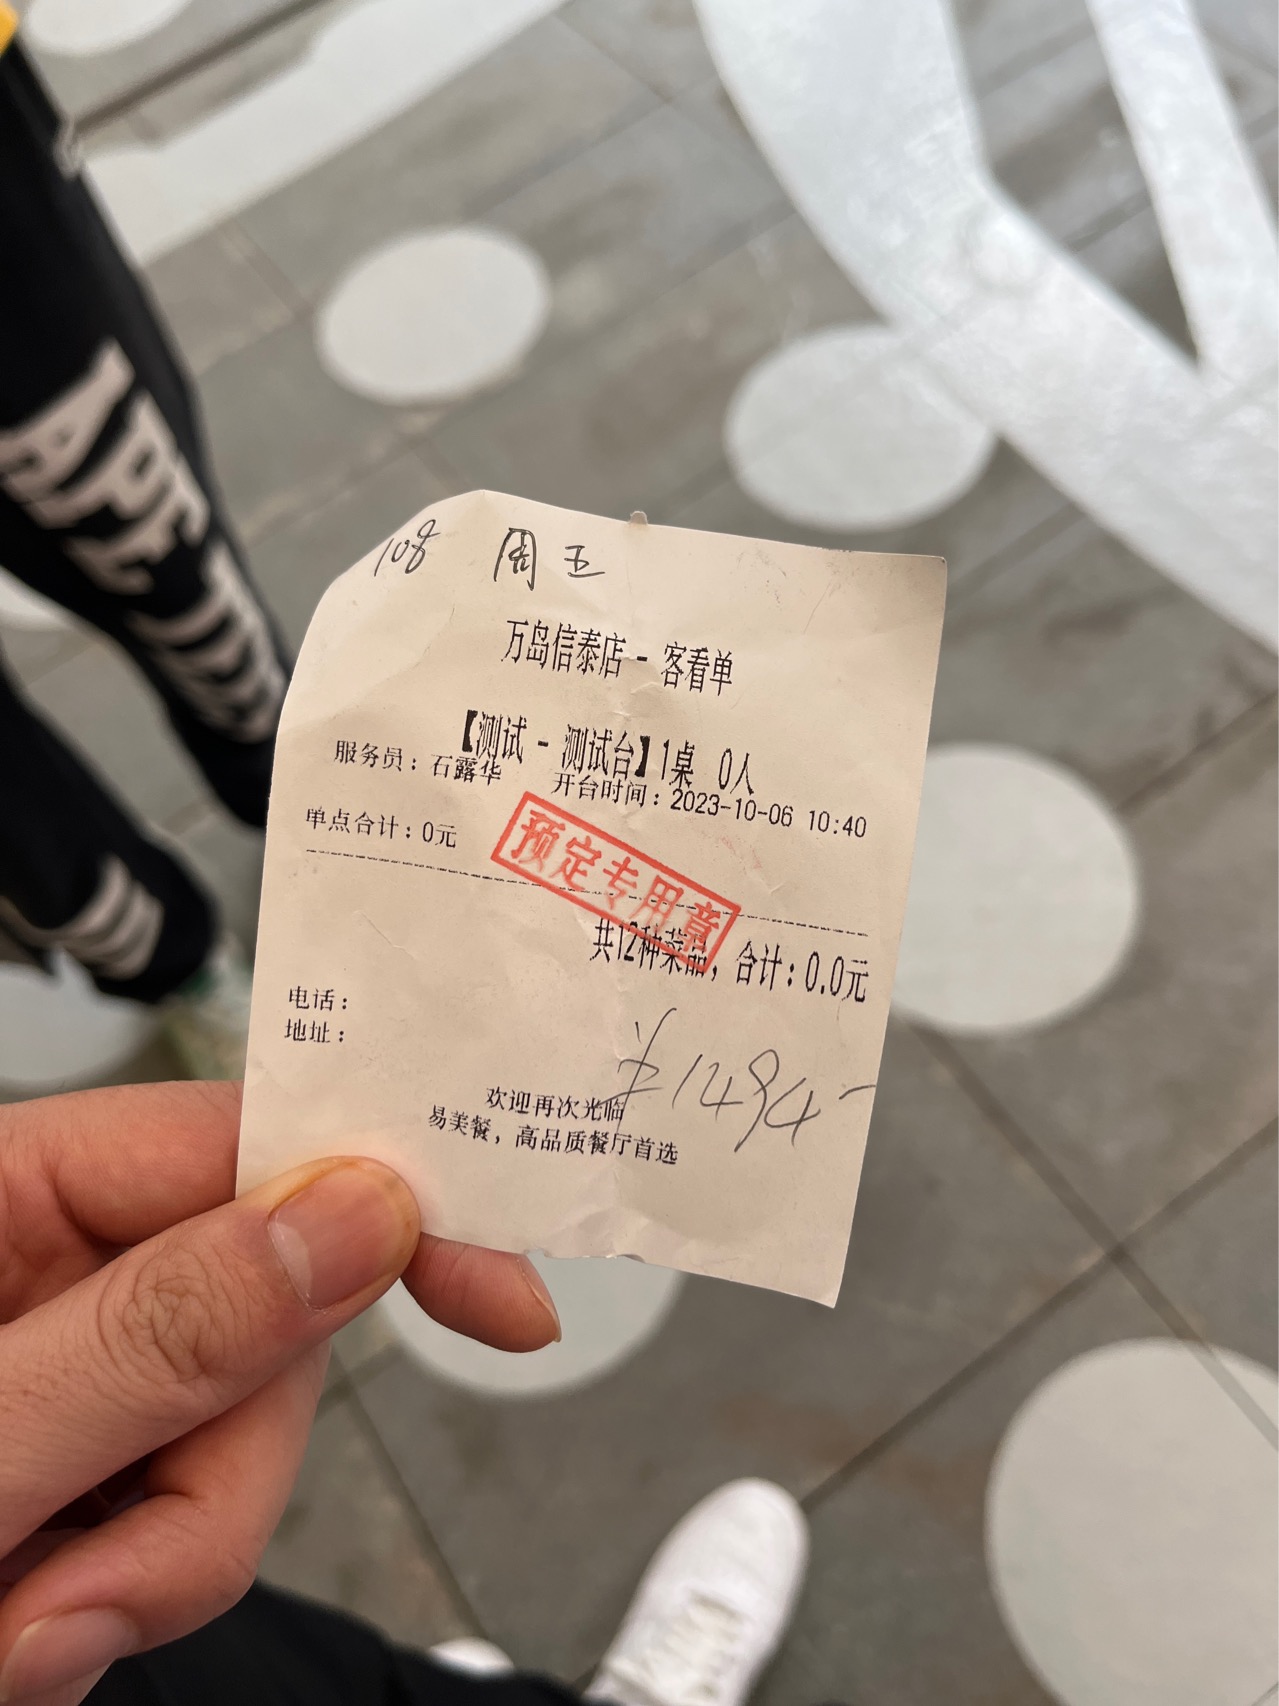 108 周五
万岛信泰店 - 客看单
【测试 - 测试台】1桌 0人
服务员：石露华 开台时间：2023-10-06 10:40
单点合计：0元
预定专用章
共12种菜品，合计：0.0元
电话：
地址：
¥1494-
欢迎再次光临
易美餐，高品质餐厅首选